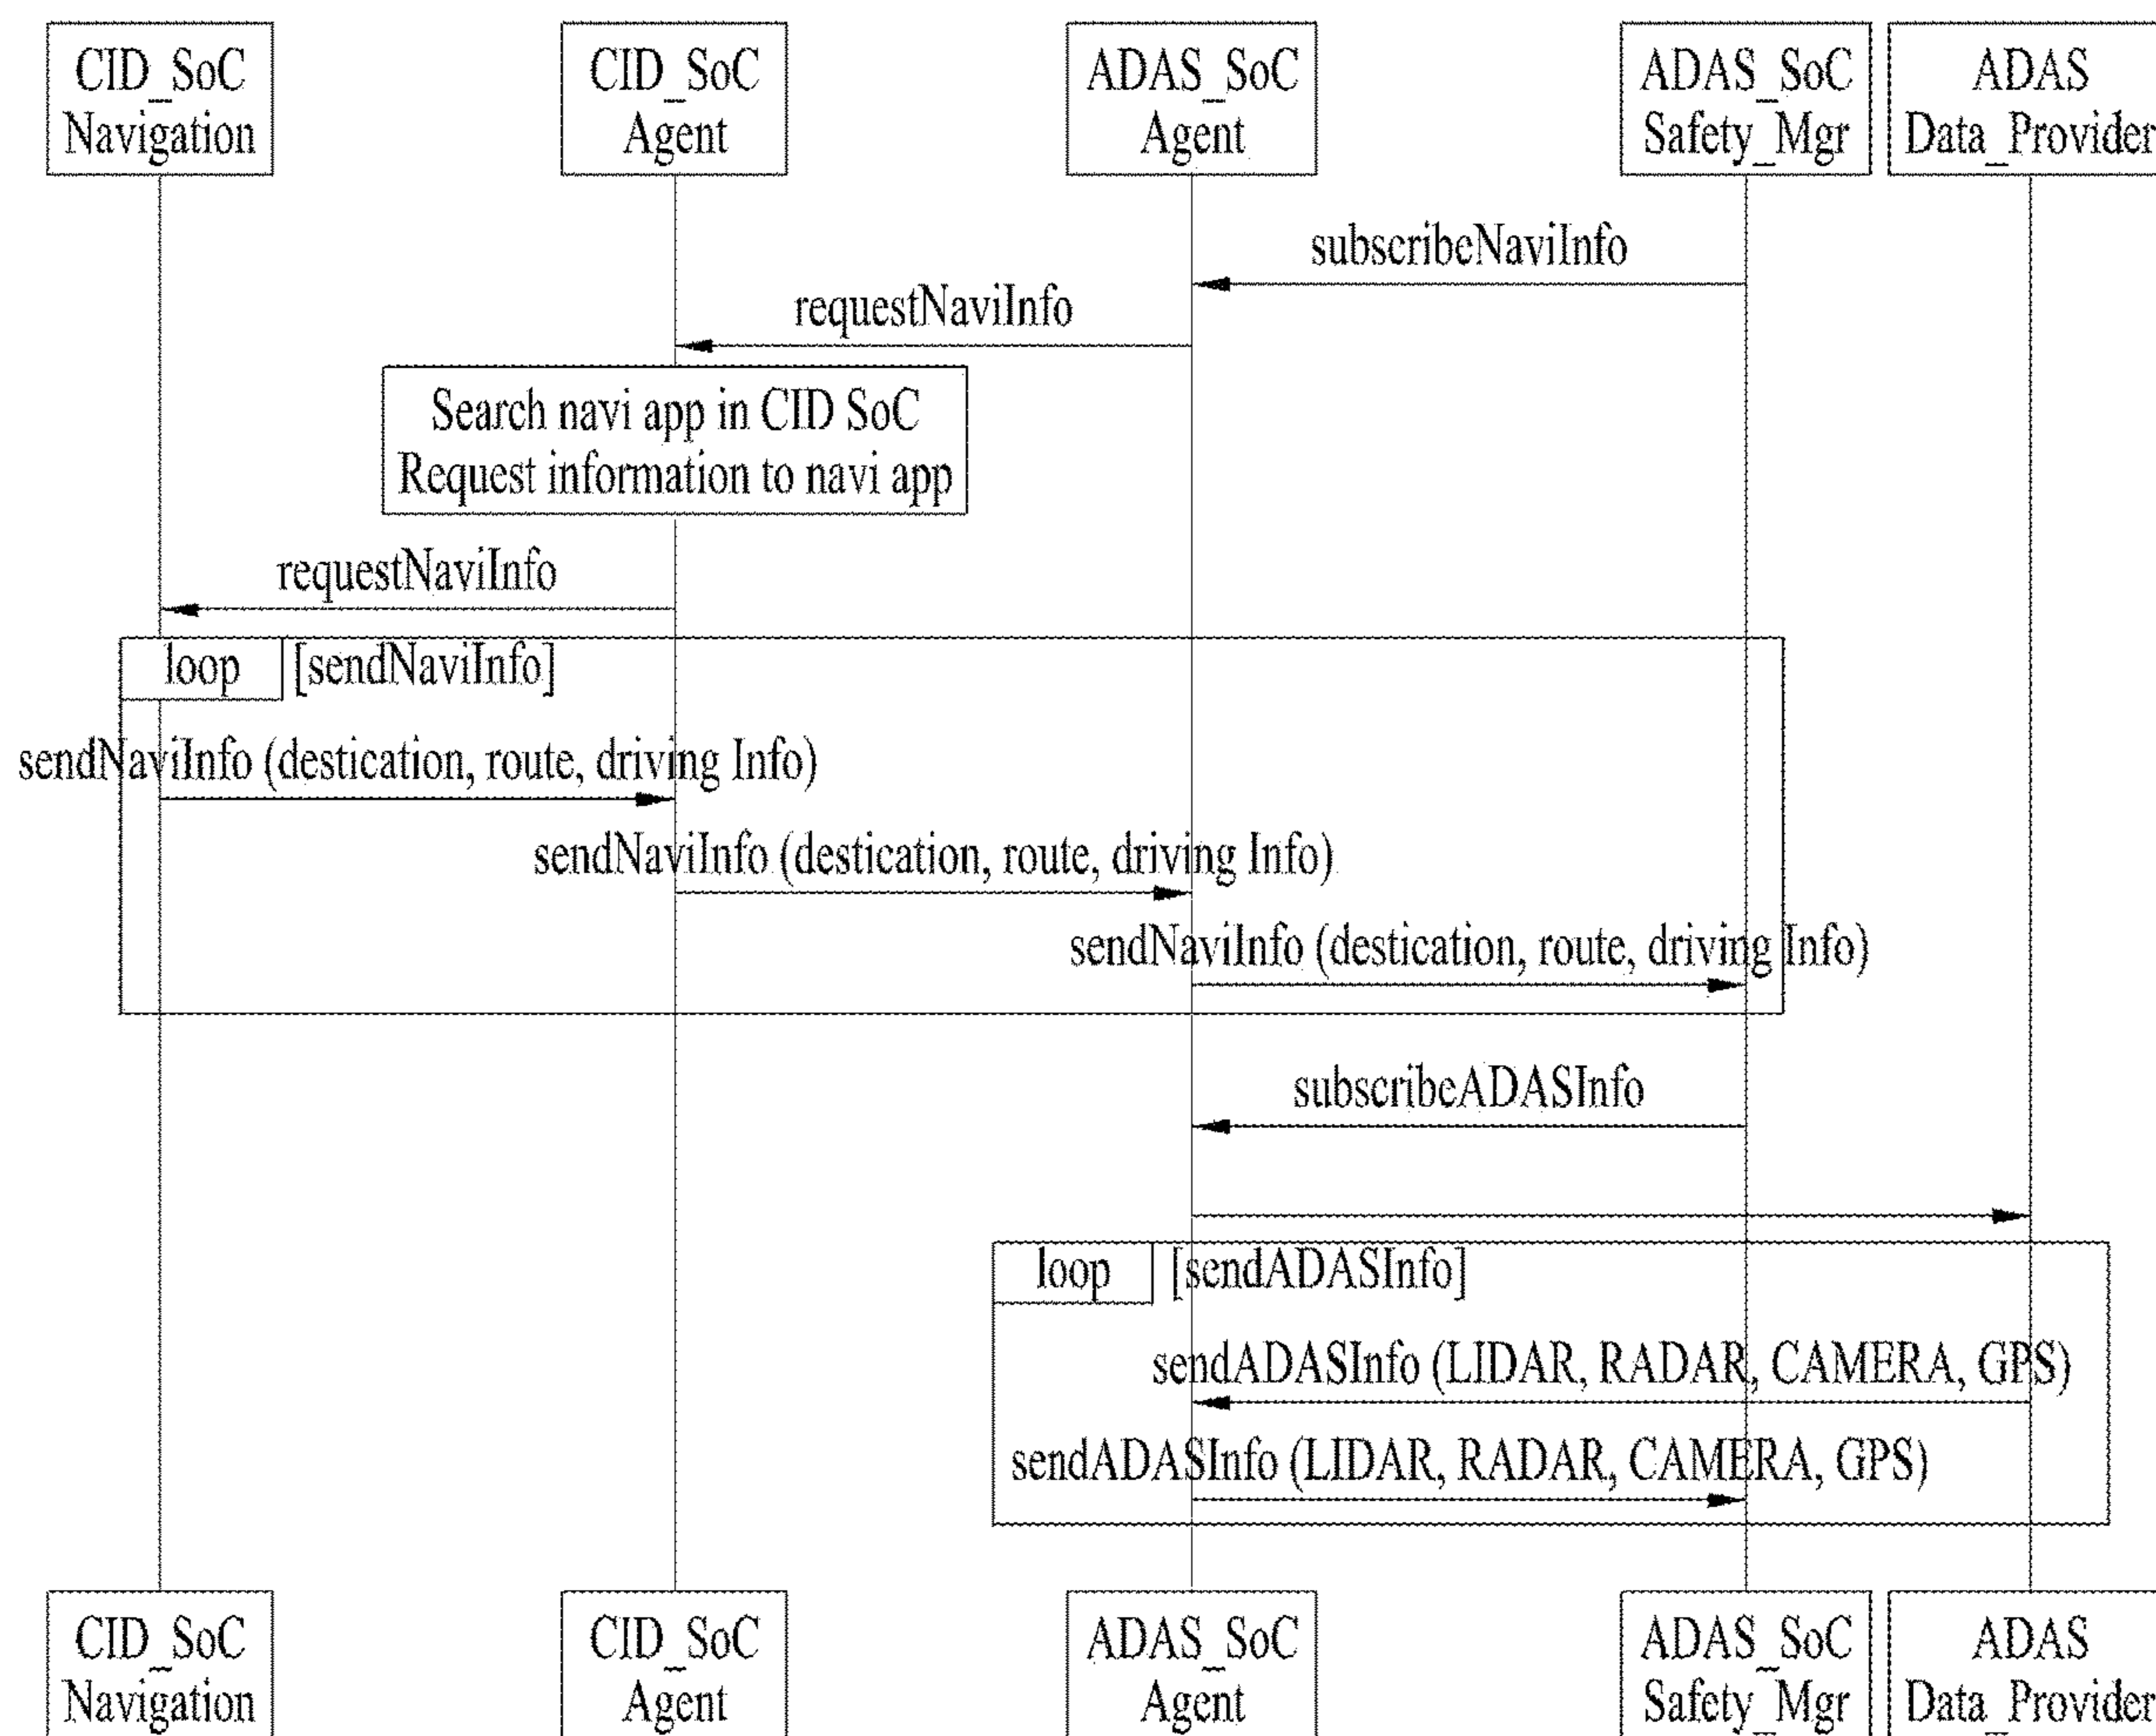 CID_SoC
Navigation
CID_SoC
Agent
ADAS_SoC
Agent
ADAS_SoC
Safety_Mgr
ADAS
Data_Provider
subscribeNaviInfo
requestNaviInfo
Search navi app in CID SoC
Request information to navi app
requestNaviInfo
loop [sendNaviInfo]
sendNaviInfo (destication, route, driving Info)
sendNaviInfo (destication, route, driving Info)
sendNaviInfo (destication, route, driving Info)
subscribeADASInfo
loop [sendADASInfo]
sendADASInfo (LIDAR, RADAR, CAMERA, GPS)
sendADASInfo (LIDAR, RADAR, CAMERA, GPS)
CID_SoC
Navigation
CID_SoC
Agent
ADAS_SoC
Agent
ADAS_SoC
Safety_Mgr
ADAS
Data_Provider